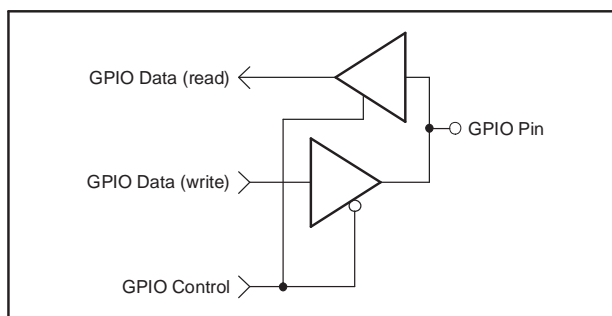 GPIO Data (read)
GPIO Pin
GPIO Data (write)
GPIO Control